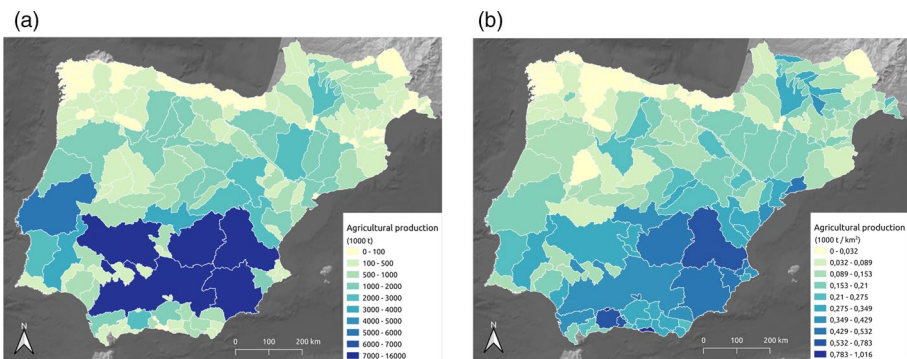 (a)
Agricultural production
(1000 t)
0 - 100
100 - 500
500 - 1000
1000 - 2000
2000 - 3000
3000 - 4000
4000 - 5000
5000 - 6000
6000 - 7000
7000 - 16000
N
0 100 200 km
(b)
Agricultural production
(1000 t / km²)
0 - 0,032
0,032 - 0,089
0,089 - 0,153
0,153 - 0,21
0,21 - 0,275
0,275 - 0,349
0,349 - 0,429
0,429 - 0,532
0,532 - 0,783
0,783 - 1,016
N
0 100 200 km